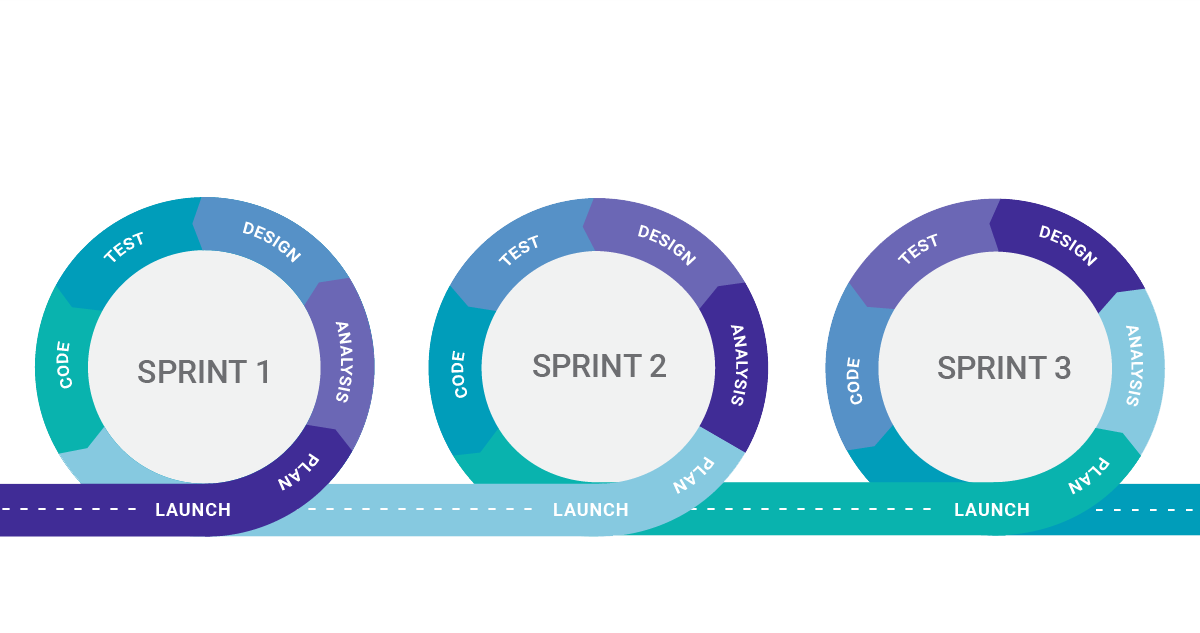 TEST
DESIGN
CODE
SPRINT 1
ANALYSIS
PLAN
LAUNCH
TEST
DESIGN
CODE
SPRINT 2
ANALYSIS
PLAN
LAUNCH
TEST
DESIGN
CODE
SPRINT 3
ANALYSIS
PLAN
LAUNCH